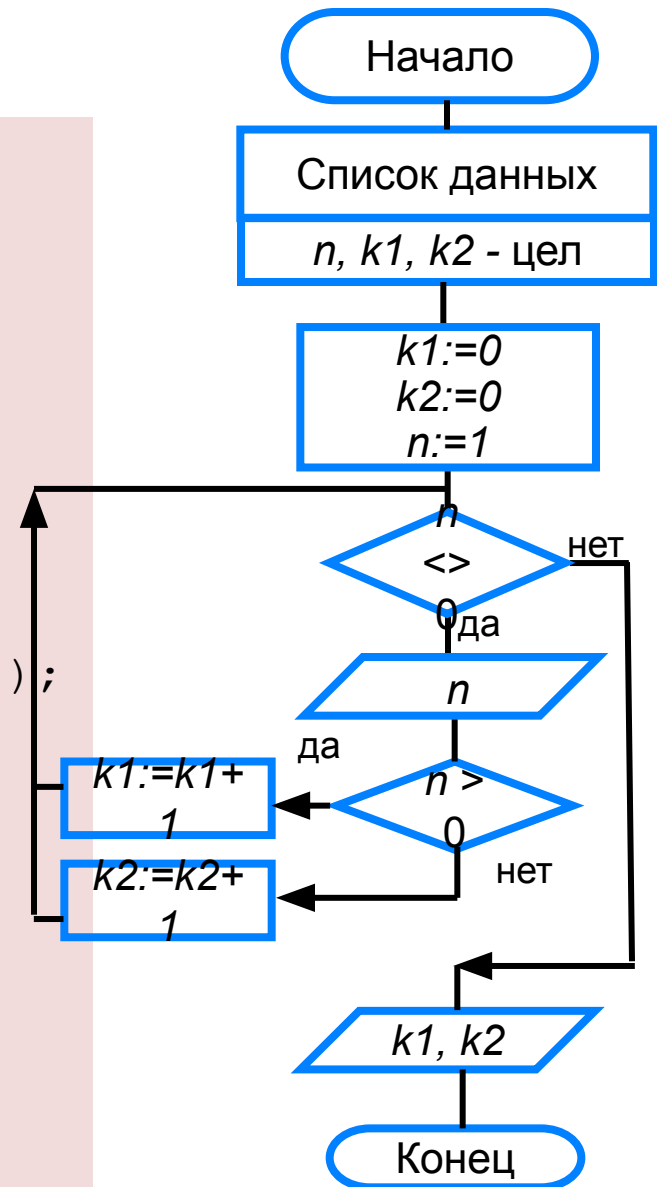 Начало
Список данных
n, k1, k2 - цел
k1:=0
k2:=0
n:=1
n
<>
0
нет
да
);
n
да
k1:=k1+
1
n >
0
k2:=k2+
1
нет
k1, k2
Конец